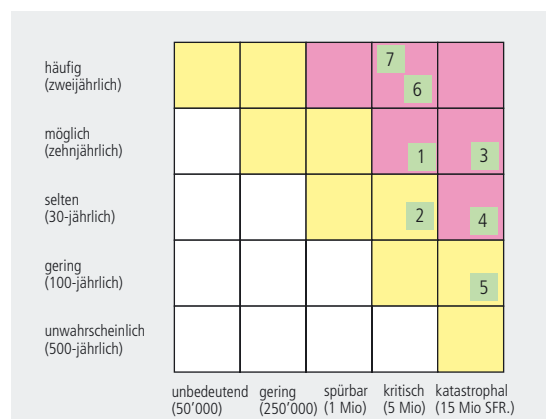 häufig
(zweijährlich)
7
6
möglich
(zehnjährlich)
1
3
selten
(30-jährlich)
2
4
gering
(100-jährlich)
5
unwahrscheinlich
(500-jährlich)
unbedeutend
(50'000)
gering
(250'000)
spürbar
(1 Mio)
kritisch
(5 Mio)
katastrophal
(15 Mio SFR.)